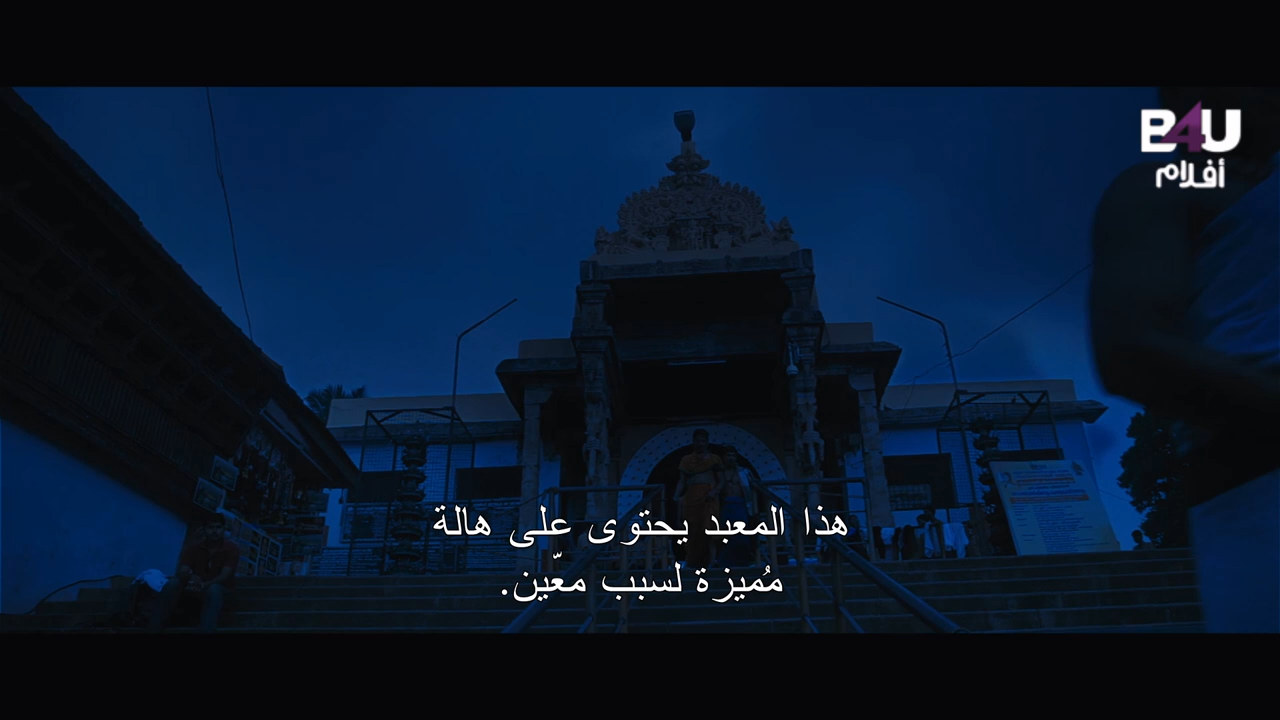 B4U
أفلام
هذا المعبد يحتوى على هالة
مُميزة لسبب معّين.